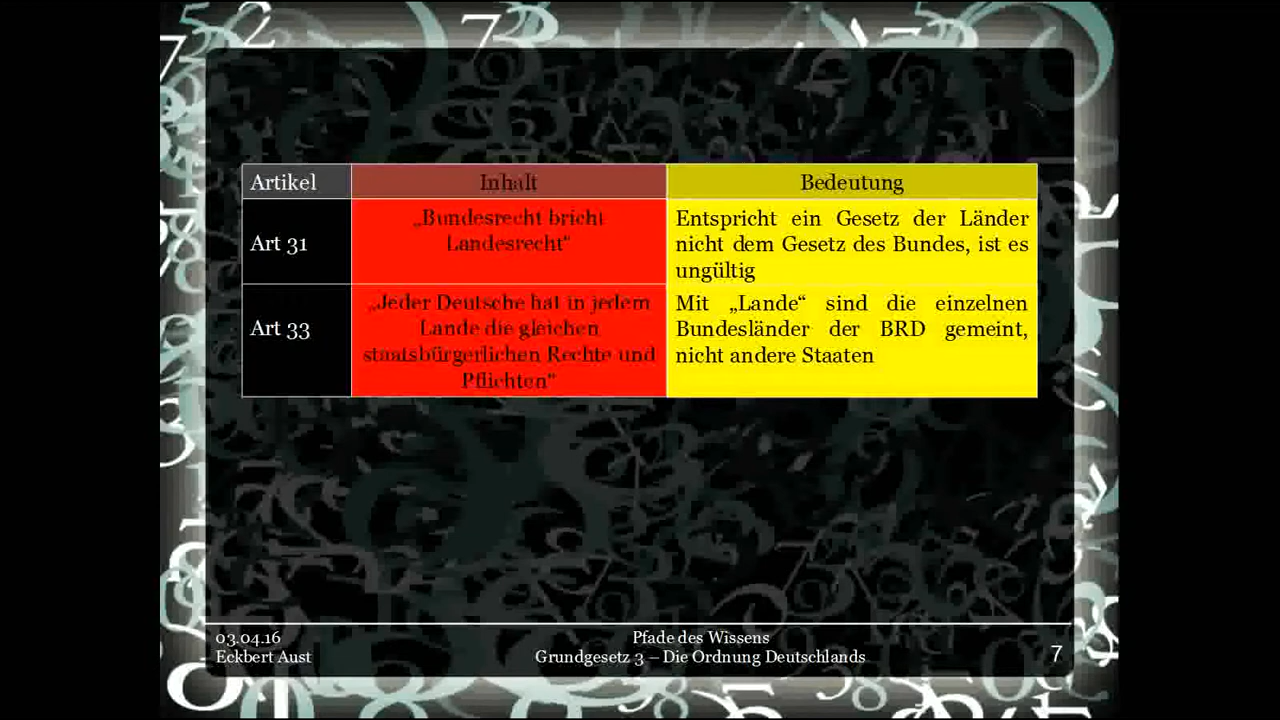 Artikel
Inhalt
Bedeutung
Art 31
„Bundesrecht bricht
Landesrecht“
Entspricht ein Gesetz der Länder
nicht dem Gesetz des Bundes, ist es
ungültig
Art 33
„Jeder Deutsche hat in jedem
Lande die gleichen
staatsbürgerlichen Rechte und
Pflichten“
Mit „Lande“ sind die einzelnen
Bundesländer der BRD gemeint,
nicht andere Staaten
03.04.16
Eckbert Aust
Pfade des Wissens
Grundgesetz 3 – Die Ordnung Deutschlands
7